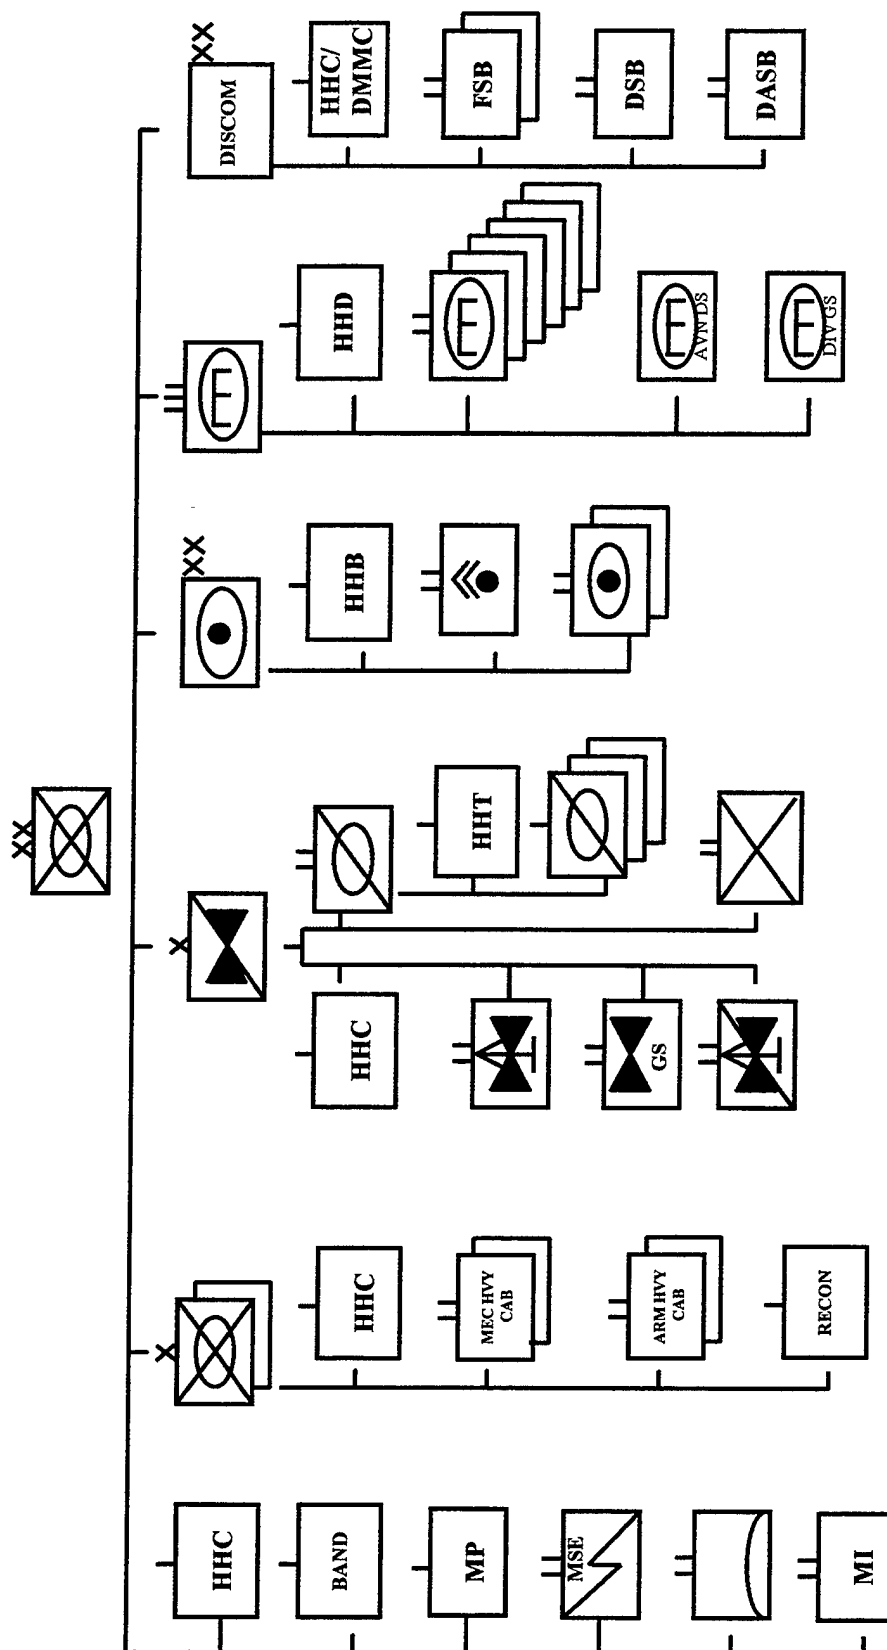 XX
HHC
BAND
MP
MSE
MI
X
HHC
MEC HVY
CAB
ARM HVY
CAB
RECON
X
HHC
GS
HHT
XX
HHB
E
HHD
E
E
AVN DS
E
DIV GS
XX
DISCOM
HHC/
DMMC
FSB
DSB
DASB